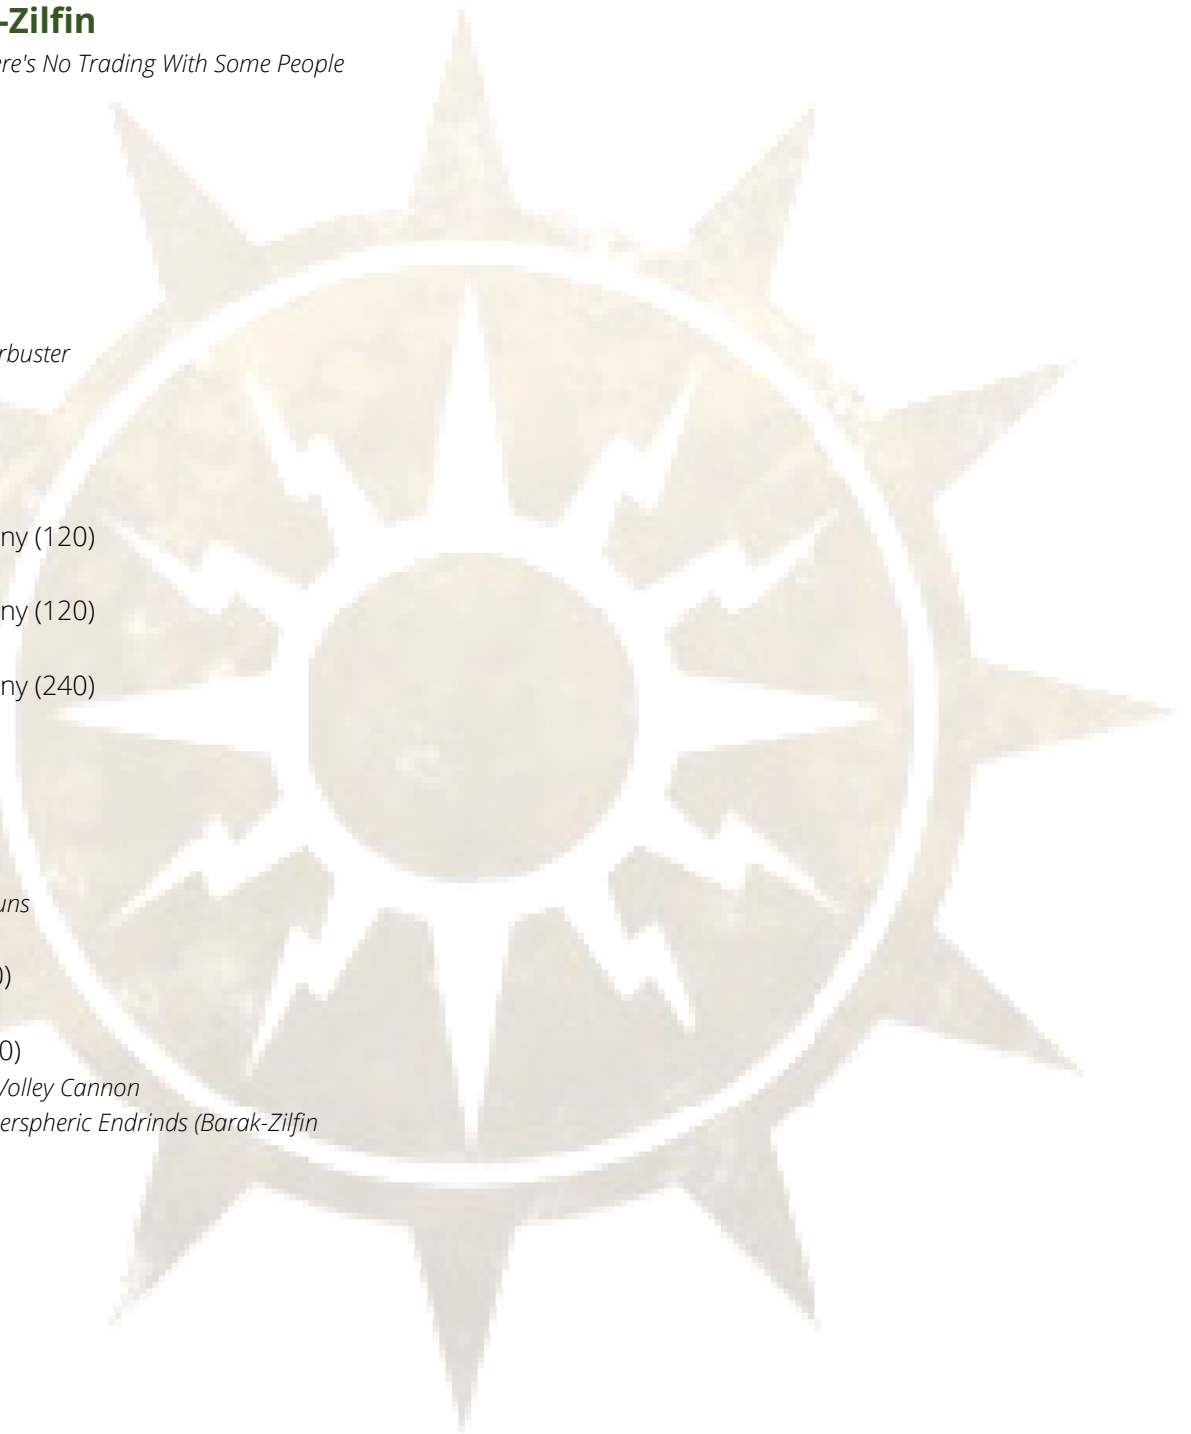 -Zilfin
ere's No Trading With Some People
rbuster
ny (120)
ny (120)
ny (240)
uns
0)
0)
Volley Cannon
erspheric Endrinds (Barak-Zilfin